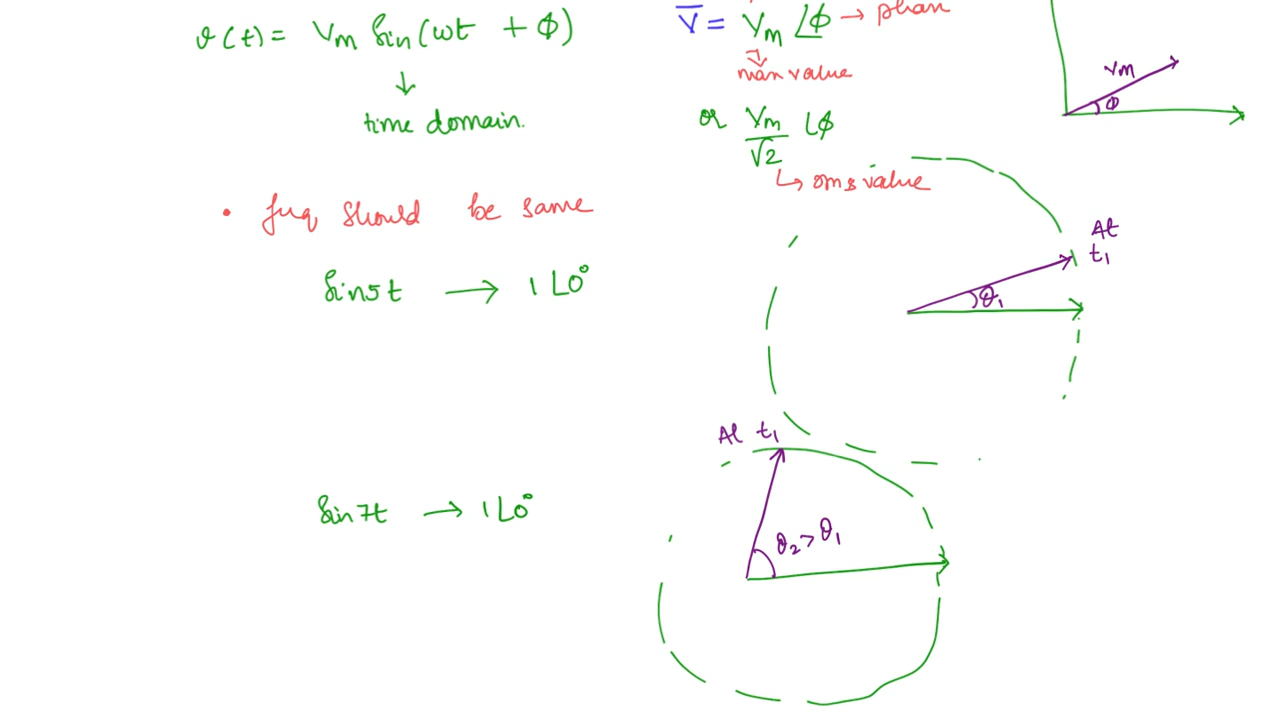 v(t) = Vm Sin(ωt + ϕ)
↓
time domain.
V̅ = Vm ∠ϕ → phan
↓
man value
or Vm/√2 ∠ϕ
↳ rms value
Vm
ϕ
• freq should be same
Sin5t → 1∠0°
At
t₁
θ₁
Sin7t → 1∠0°
At t₁
θ₂>θ₁